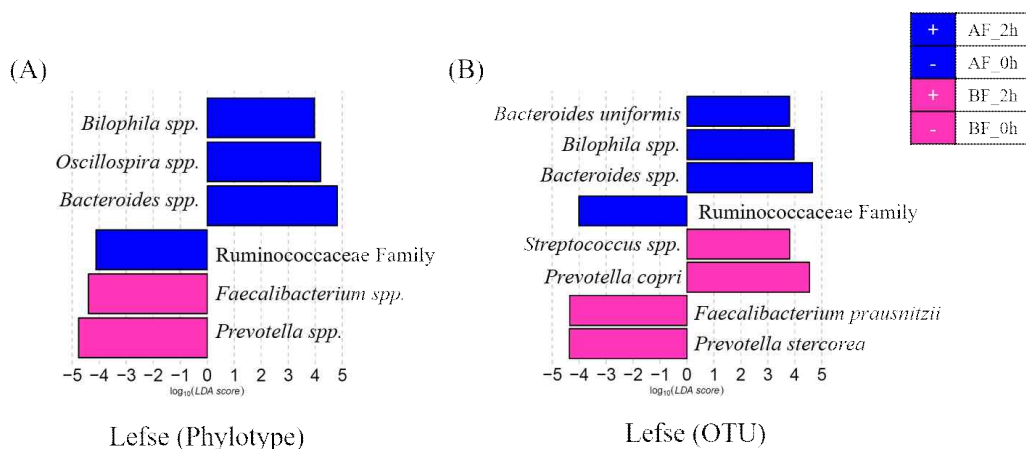 + AF_2h
- AF_0h
+ BF_2h
- BF_0h
(A)
Bilophila spp.
Oscillospira spp.
Bacteroides spp.
Ruminococcaceae Family
Faecalibacterium spp.
Prevotella spp.
−5 −4 −3 −2 −1 0 1 2 3 4 5
log10(LDA score)
Lefse (Phylotype)
(B)
Bacteroides uniformis
Bilophila spp.
Bacteroides spp.
Ruminococcaceae Family
Streptococcus spp.
Prevotella copri
Faecalibacterium prausnitzii
Prevotella stercorea
−5 −4 −3 −2 −1 0 1 2 3 4 5
log10(LDA score)
Lefse (OTU)